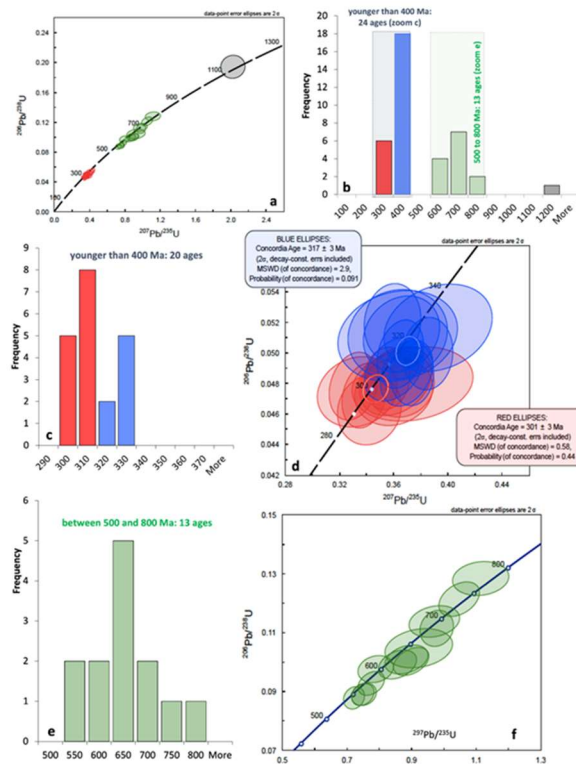 data-point error ellipses are 2σ
206Pb/238U
0.24
0.20
0.16
0.12
0.08
0.04
0.00
100
300
500
700
900
1100
1300
0.0 0.4 0.8 1.2 1.6 2.0 2.4
207Pb/235U
a
younger than 400 Ma:
24 ages (zoom c)
500 to 800 Ma: 13 ages (zoom e)
Frequency
20
18
16
14
12
10
8
6
4
2
0
100 200 300 400 500 600 700 800 1200 More
b
younger than 400 Ma: 20 ages
Frequency
9
8
7
6
5
4
3
2
1
0
290 300 310 320 330 340 350 360 370 More
c
BLUE ELLIPSES:
Concordia Age = 317 ± 3 Ma
(2σ, decay-const. errs included)
MSWD (of concordance) = 2.9,
Probability (of concordance) = 0.091
data-point error ellipses are 2σ
206Pb/238U
0.054
0.052
0.050
0.048
0.046
0.044
0.042
280
340
RED ELLIPSES:
Concordia Age = 301 ± 3 Ma
(2σ, decay-const. errs included)
MSWD (of concordance) = 0.58,
Probability (of concordance) = 0.44
d
0.28 0.32 0.36 0.40 0.44
207Pb/235U
between 500 and 800 Ma: 13 ages
Frequency
6
5
4
3
2
1
0
500 550 600 650 700 750 800 More
e
data-point error ellipses are 2σ
206Pb/238U
0.15
0.13
0.11
0.09
0.07
500
600
700
800
297Pb/235U
f
0.5 0.7 0.9 1.1 1.3